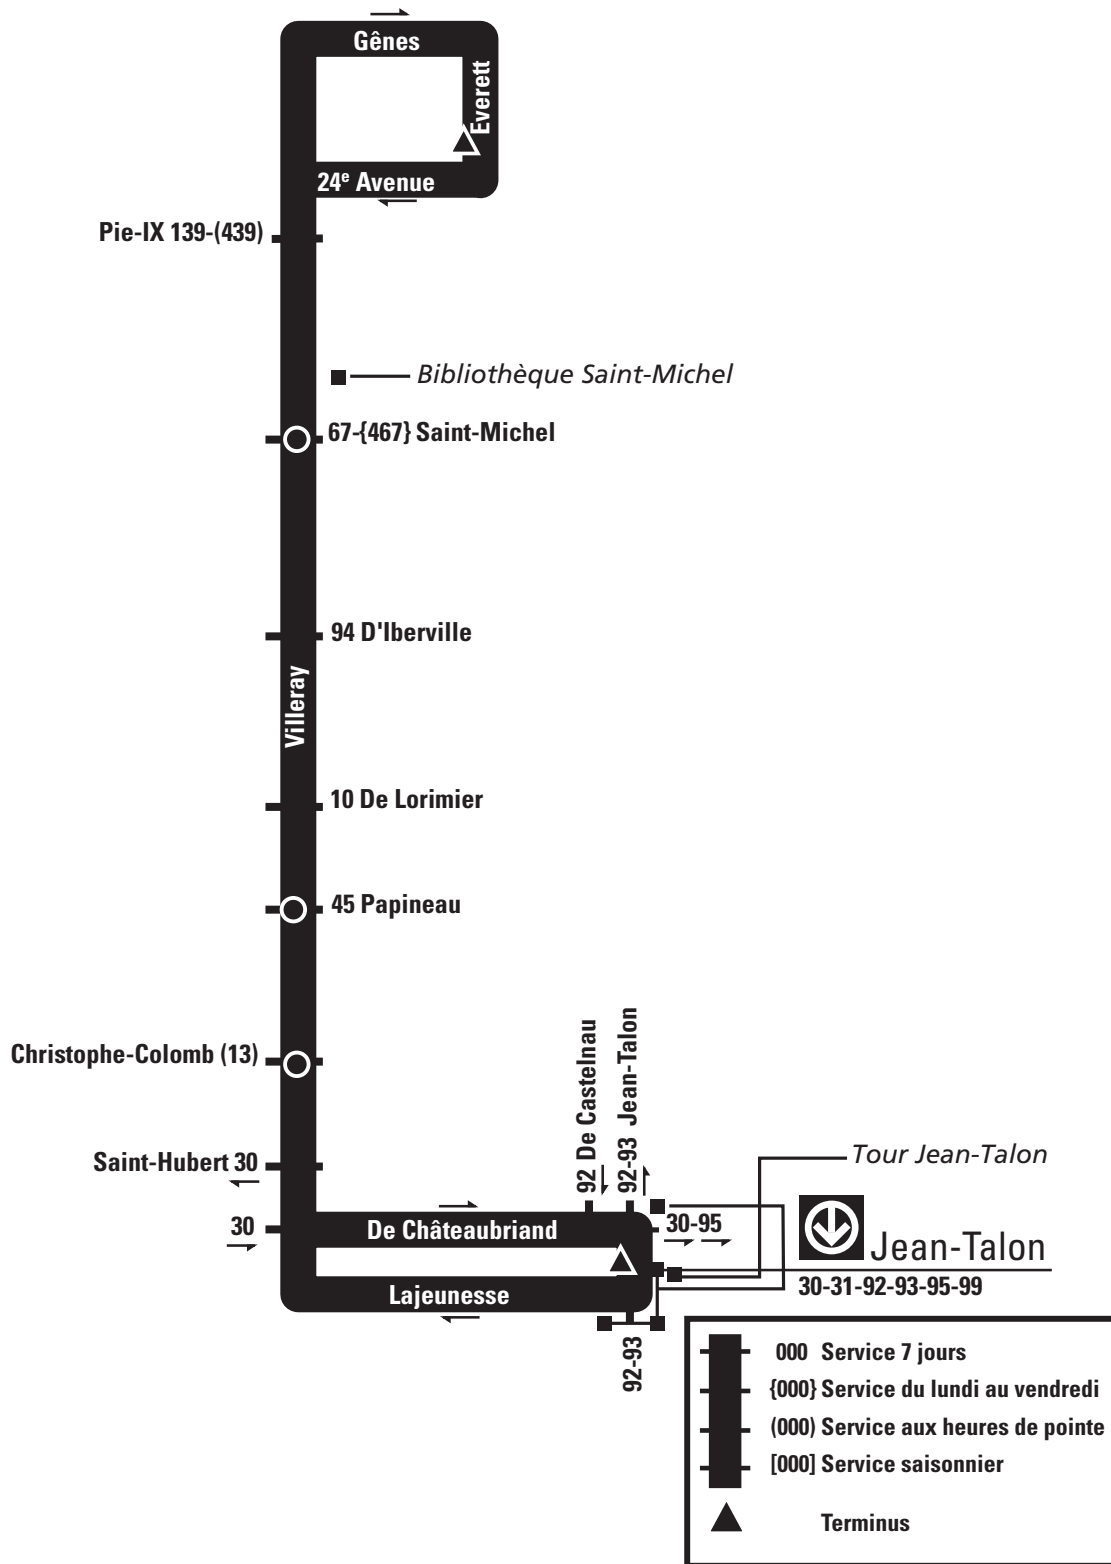 Gênes
Everett
24e Avenue
Pie-IX 139-(439)
Bibliothèque Saint-Michel
67-{467} Saint-Michel
94 D'Iberville
Villeray
10 De Lorimier
45 Papineau
Christophe-Colomb (13)
92 De Castelnau
92-93 Jean-Talon
Saint-Hubert 30
Tour Jean-Talon
30
De Châteaubriand
30-95
Jean-Talon
30-31-92-93-95-99
Lajeunesse
92-93
000 Service 7 jours
{000} Service du lundi au vendredi
(000) Service aux heures de pointe
[000] Service saisonnier
Terminus